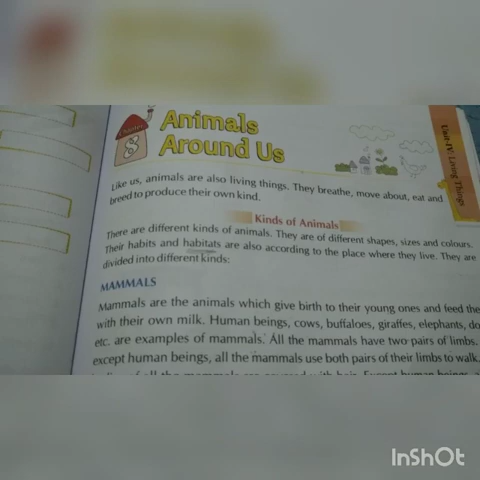 Chapter
8
Animals
Around Us
Unit-IV: Living Things
Like us, animals are also living things. They breathe, move about, eat and
breed to produce their own kind.
Kinds of Animals
There are different kinds of animals. They are of different shapes, sizes and colours.
Their habits and habitats are also according to the place where they live. They are
divided into different kinds:
MAMMALS
Mammals are the animals which give birth to their young ones and feed the
with their own milk. Human beings, cows, buffaloes, giraffes, elephants, do
etc. are examples of mammals. All the mammals have two pairs of limbs.
except human beings, all the mammals use both pairs of their limbs to walk.
InShOt